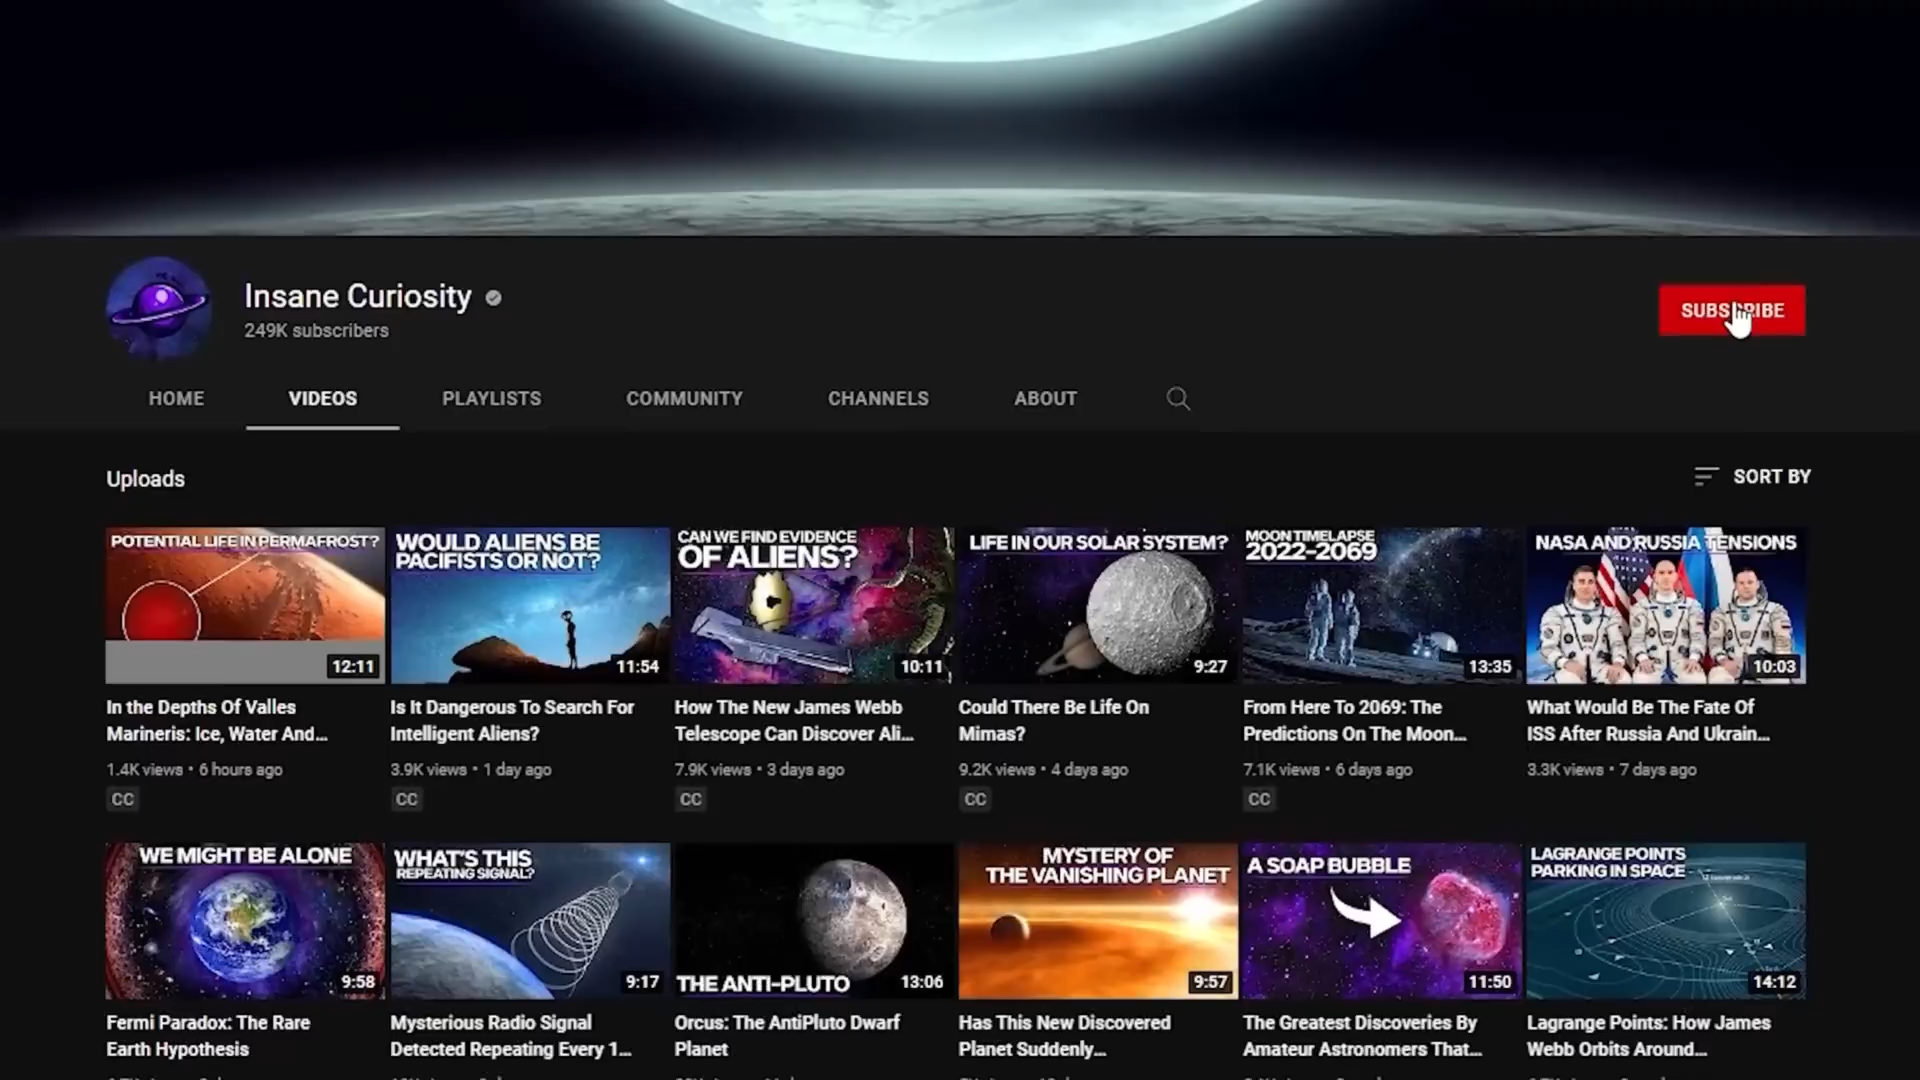 Insane Curiosity
249K subscribers
SUBSCRIBE
HOME VIDEOS PLAYLISTS COMMUNITY CHANNELS ABOUT
Uploads
SORT BY
POTENTIAL LIFE IN PERMAFROST?
12:11
WOULD ALIENS BE
PACIFISTS OR NOT?
11:54
CAN WE FIND EVIDENCE
OF ALIENS?
10:11
LIFE IN OUR SOLAR SYSTEM?
9:27
MOON TIMELAPSE
2022-2069
13:35
NASA AND RUSSIA TENSIONS
10:03
In the Depths Of Valles
Marineris: Ice, Water And...
1.4K views • 6 hours ago
CC
Is It Dangerous To Search For
Intelligent Aliens?
3.9K views • 1 day ago
CC
How The New James Webb
Telescope Can Discover Ali...
7.9K views • 3 days ago
CC
Could There Be Life On
Mimas?
9.2K views • 4 days ago
CC
From Here To 2069: The
Predictions On The Moon...
7.1K views • 6 days ago
CC
What Would Be The Fate Of
ISS After Russia And Ukrain...
3.3K views • 7 days ago
WE MIGHT BE ALONE
9:58
WHAT'S THIS
REPEATING SIGNAL?
9:17
THE ANTI-PLUTO
13:06
MYSTERY OF
THE VANISHING PLANET
9:57
A SOAP BUBBLE
11:50
LAGRANGE POINTS
PARKING IN SPACE
14:12
Fermi Paradox: The Rare
Earth Hypothesis
Mysterious Radio Signal
Detected Repeating Every 1...
Orcus: The AntiPluto Dwarf
Planet
Has This New Discovered
Planet Suddenly...
The Greatest Discoveries By
Amateur Astronomers That...
Lagrange Points: How James
Webb Orbits Around...